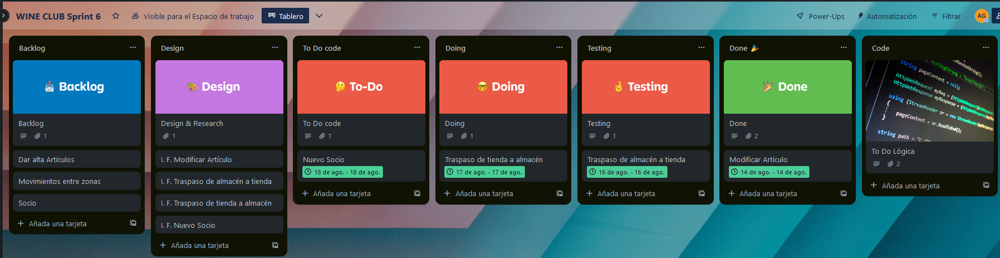 WINE CLUB Sprint 6
Visible para el Espacio de trabajo
Tablero
Power-Ups
Automatización
Filtrar
AG
Backlog
Backlog
Backlog
1
Dar alta Artículos
Movimientos entre zonas
Socio
Añada una tarjeta
Design
Design
Design & Research
1
I. F. Modificar Artículo
I. F. Traspaso de almacén a tienda
I. F. Traspaso de tienda a almacén
I. F. Nuevo Socio
Añada una tarjeta
To Do code
To-Do
To Do code
1
Nuevo Socio
18 de ago. - 18 de ago.
Añada una tarjeta
Doing
Doing
Doing
1
Traspaso de tienda a almacén
17 de ago. - 17 de ago.
Añada una tarjeta
Testing
Testing
Testing
1
Traspaso de almacén a tienda
16 de ago. - 16 de ago.
Añada una tarjeta
Done 🎉
Done
Done
2
Modificar Artículo
14 de ago. - 14 de ago.
Añada una tarjeta
Code
string pageContent = null;
HttpWebRequest myReq = (HttpWebRequest)
HttpWebResponse myResponse = (HttpWebResponse)
using (StreamReader sr = new StreamReader
{
pageContent = sr.ReadToEnd();
}
string path =
To Do Lógica
2
Añada una tarjeta